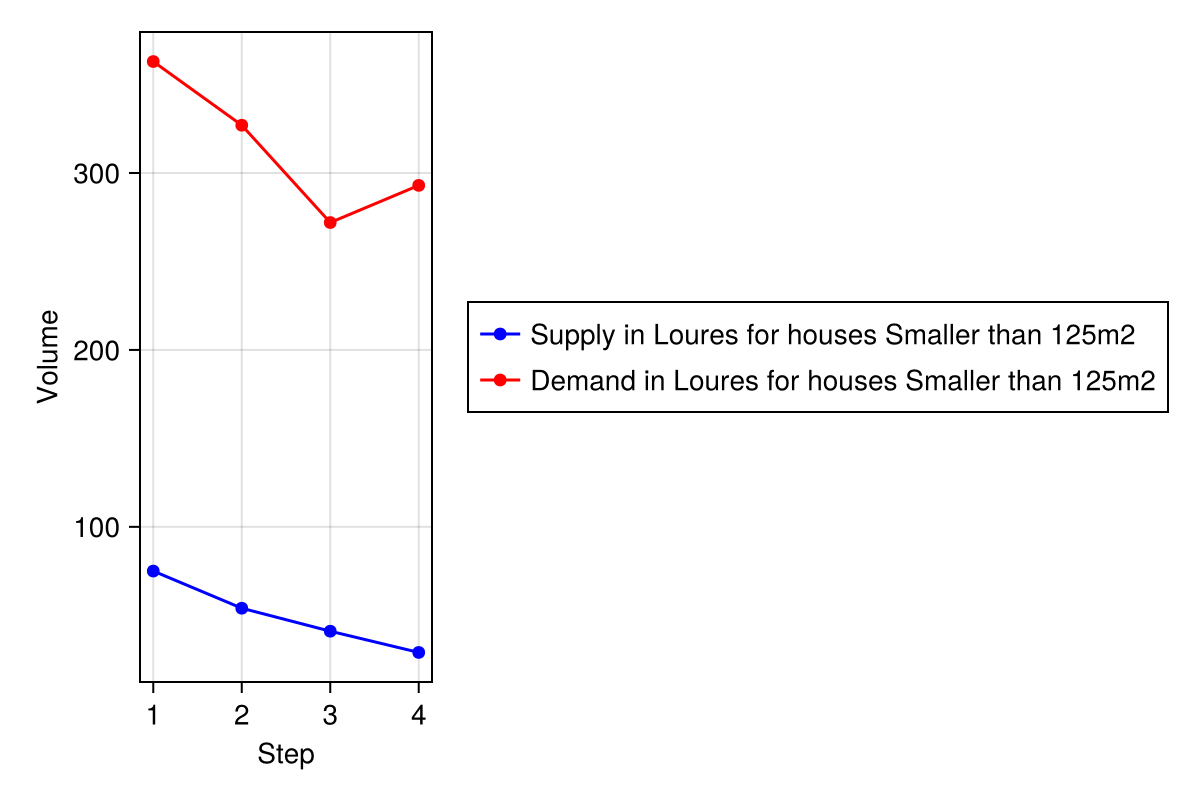 Volume
300
200
100
1 2 3 4
Step
Supply in Loures for houses Smaller than 125m2
Demand in Loures for houses Smaller than 125m2